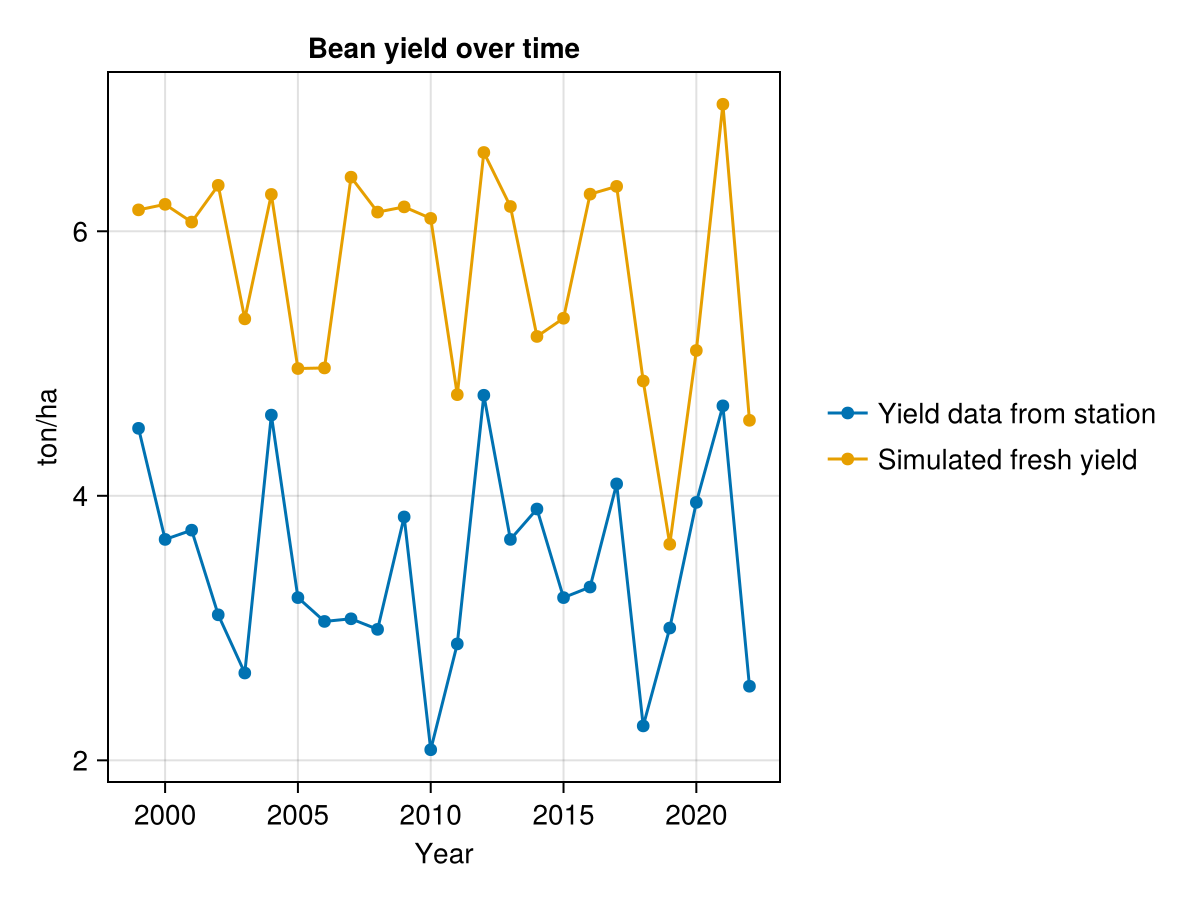 Bean yield over time
6
4
2
ton/ha
2000 2005 2010 2015 2020
Year
Yield data from station
Simulated fresh yield